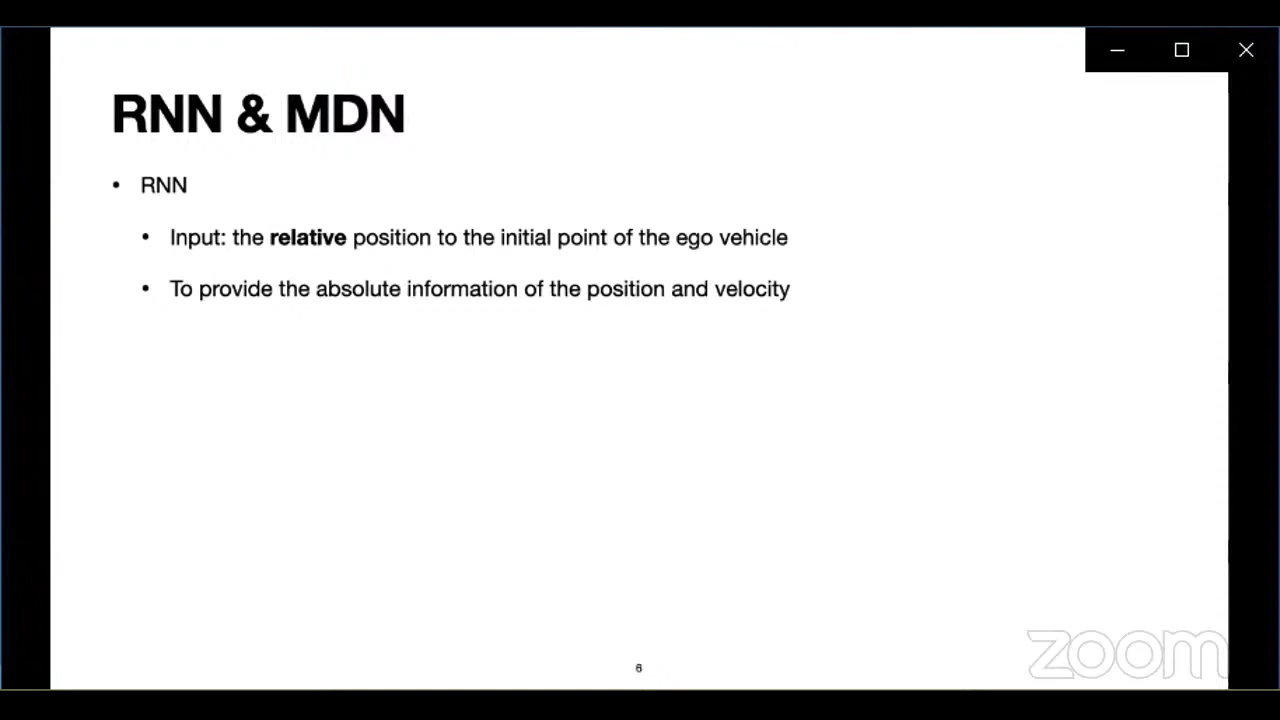 RNN & MDN
• RNN
• Input: the relative position to the initial point of the ego vehicle
• To provide the absolute information of the position and velocity
6
zoom